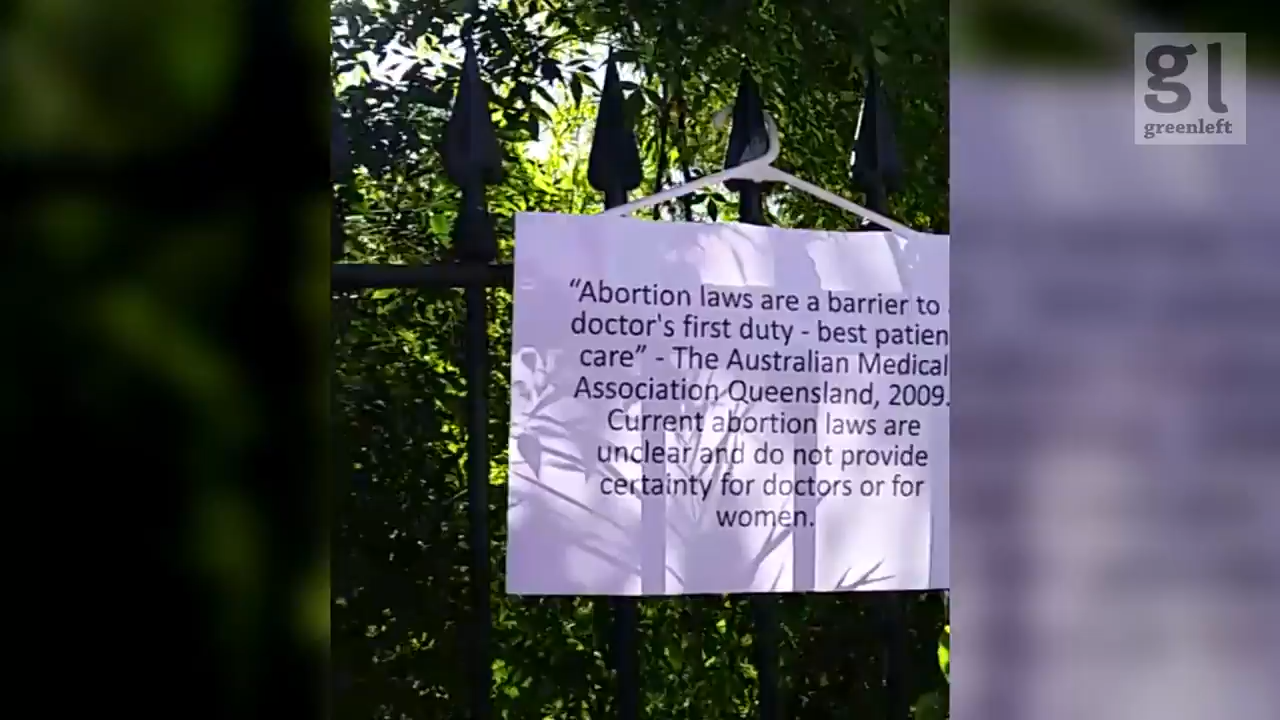 gl
greenleft
“Abortion laws are a barrier to
doctor's first duty - best patien
care” - The Australian Medical
Association Queensland, 2009.
Current abortion laws are
unclear and do not provide
certainty for doctors or for
women.